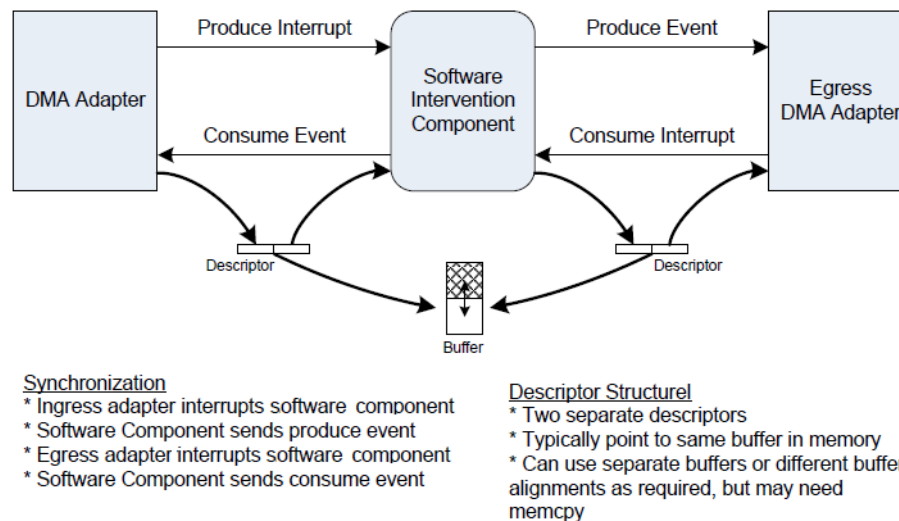 Produce Interrupt
Produce Event
DMA Adapter
Software
Intervention
Component
Egress
DMA Adapter
Consume Event
Consume Interrupt
Descriptor
Descriptor
Buffer
Synchronization
* Ingress adapter interrupts software component
* Software Component sends produce event
* Egress adapter interrupts software component
* Software Component sends consume event
Descriptor Structurel
* Two separate descriptors
* Typically point to same buffer in memory
* Can use separate buffers or different buffer
alignments as required, but may need
memcpy